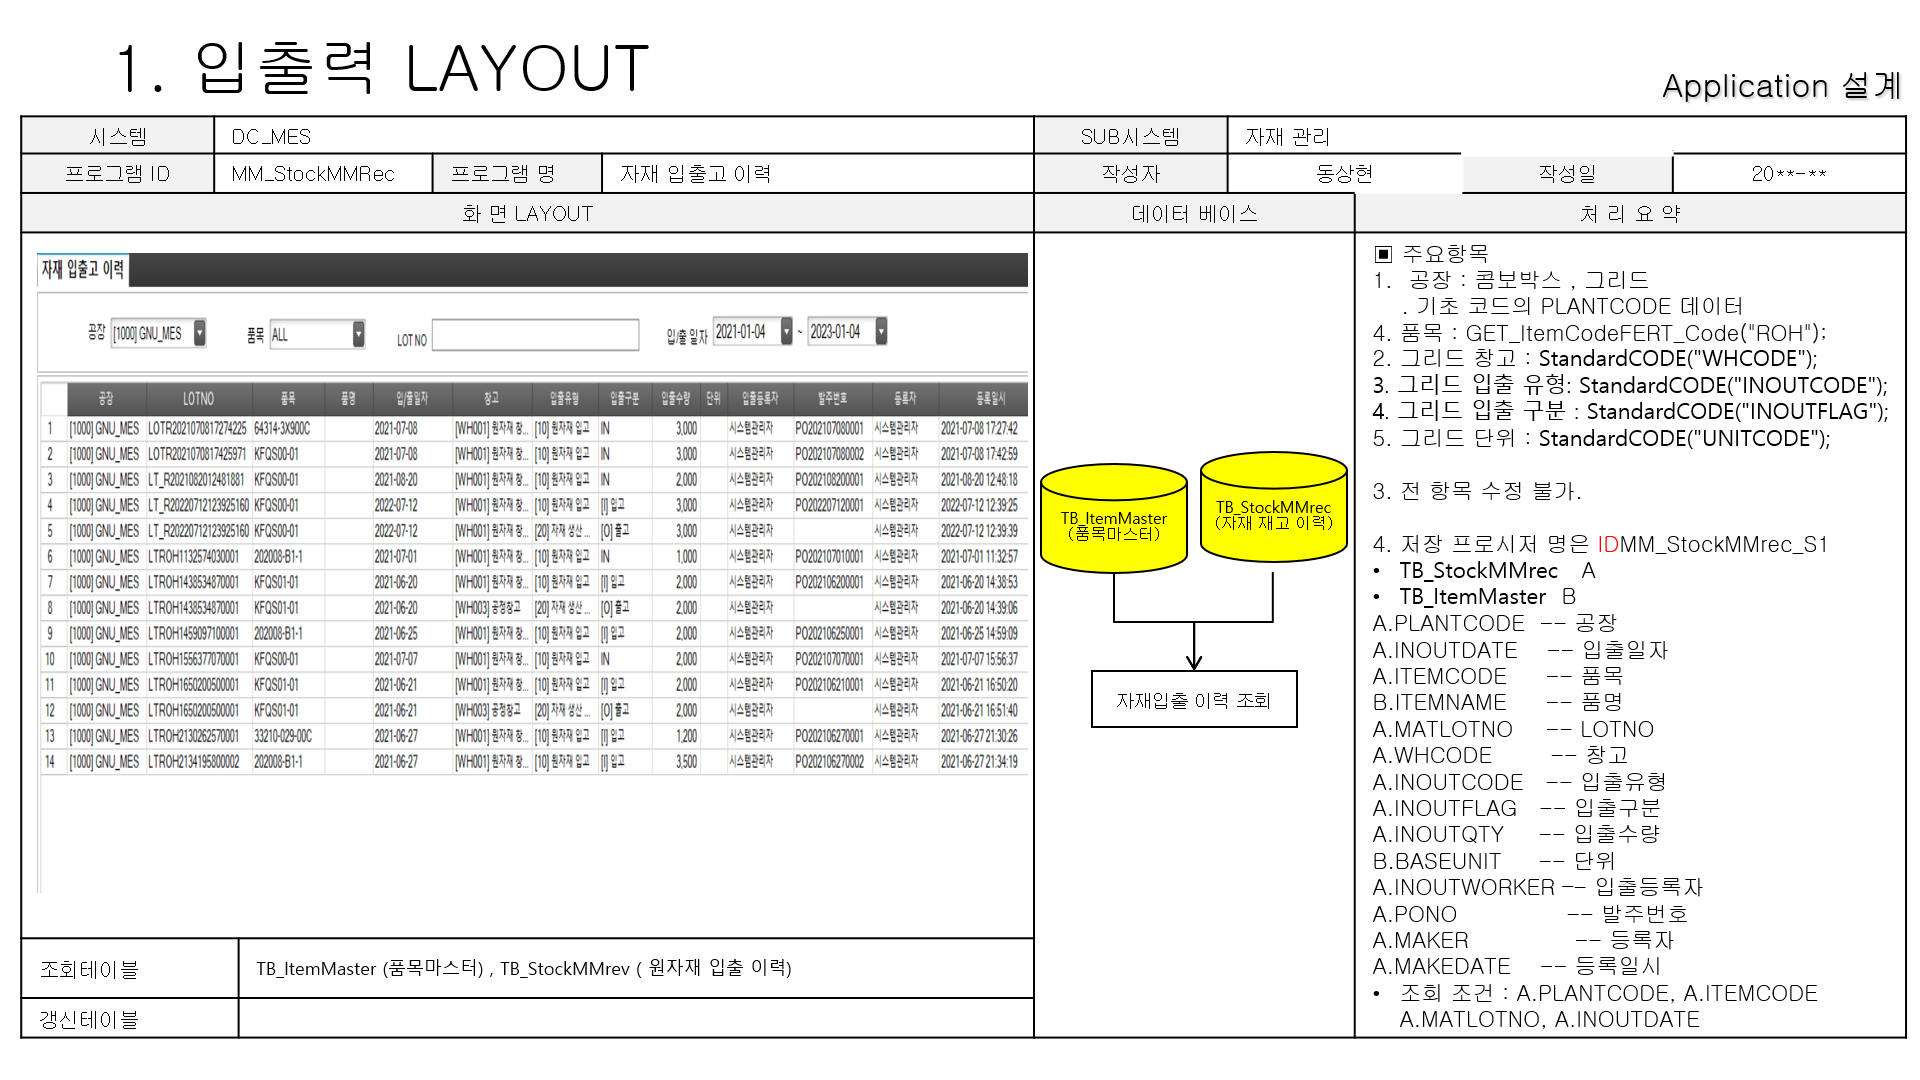 1. 입출력 LAYOUT
Application 설계
시스템 DC_MES SUB시스템 자재 관리
프로그램 ID MM_StockMMRec 프로그램 명 자재 입출고 이력 작성자 동상현 작성일 20**-**
화 면 LAYOUT 데이터 베이스 처 리 요 약
자재 입출고 이력
공장 [1000] GNU_MES 품목 ALL LOT NO 입/출 일자 2021-01-04 ~ 2023-01-04
공장 LOTNO 품목 품명 입/출일자 창고 입출유형 입출구분 입출수량 단위 입출등록자 발주번호 등록자 등록일시
1 [1000] GNU_MES LOTR2021070817274225 64314-3X900C 2021-07-08 [WH001] 원자재 창... [10] 원자재 입고 IN 3,000 시스템관리자 PO202107080001 시스템관리자 2021-07-08 17:27:42
2 [1000] GNU_MES LOTR2021070817425971 KFQS00-01 2021-07-08 [WH001] 원자재 창... [10] 원자재 입고 IN 3,000 시스템관리자 PO202107080002 시스템관리자 2021-07-08 17:42:59
3 [1000] GNU_MES LT_R2021082012481881 KFQS00-01 2021-08-20 [WH001] 원자재 창... [10] 원자재 입고 IN 2,000 시스템관리자 PO202108200001 시스템관리자 2021-08-20 12:48:18
4 [1000] GNU_MES LT_R20220712123925160 KFQS00-01 2022-07-12 [WH001] 원자재 창... [10] 원자재 입고 [I] 입고 3,000 시스템관리자 PO202207120001 시스템관리자 2022-07-12 12:39:25
5 [1000] GNU_MES LT_R20220712123925160 KFQS00-01 2022-07-12 [WH001] 원자재 창... [20] 자재 생산 ... [O] 출고 3,000 시스템관리자 시스템관리자 2022-07-12 12:39:39
6 [1000] GNU_MES LTROH1132574030001 202008-B1-1 2021-07-01 [WH001] 원자재 창... [10] 원자재 입고 IN 1,000 시스템관리자 PO202107010001 시스템관리자 2021-07-01 11:32:57
7 [1000] GNU_MES LTROH1438534870001 KFQS01-01 2021-06-20 [WH001] 원자재 창... [10] 원자재 입고 [I] 입고 2,000 시스템관리자 PO202106200001 시스템관리자 2021-06-20 14:38:53
8 [1000] GNU_MES LTROH1438534870001 KFQS01-01 2021-06-20 [WH003] 공정창고 [20] 자재 생산 ... [O] 출고 2,000 시스템관리자 시스템관리자 2021-06-20 14:39:06
9 [1000] GNU_MES LTROH1459097100001 202008-B1-1 2021-06-25 [WH001] 원자재 창... [10] 원자재 입고 [I] 입고 2,000 시스템관리자 PO202106250001 시스템관리자 2021-06-25 14:59:09
10 [1000] GNU_MES LTROH1556377070001 KFQS00-01 2021-07-07 [WH001] 원자재 창... [10] 원자재 입고 IN 2,000 시스템관리자 PO202107070001 시스템관리자 2021-07-07 15:56:37
11 [1000] GNU_MES LTROH1650200500001 KFQS01-01 2021-06-21 [WH001] 원자재 창... [10] 원자재 입고 [I] 입고 2,000 시스템관리자 PO202106210001 시스템관리자 2021-06-21 16:50:20
12 [1000] GNU_MES LTROH1650200500001 KFQS01-01 2021-06-21 [WH003] 공정창고 [20] 자재 생산 ... [O] 출고 2,000 시스템관리자 시스템관리자 2021-06-21 16:51:40
13 [1000] GNU_MES LTROH2130262570001 33210-029-00C 2021-06-27 [WH001] 원자재 창... [10] 원자재 입고 [I] 입고 1,200 시스템관리자 PO202106270001 시스템관리자 2021-06-27 21:30:26
14 [1000] GNU_MES LTROH2134195800002 202008-B1-1 2021-06-27 [WH001] 원자재 창... [10] 원자재 입고 [I] 입고 3,500 시스템관리자 PO202106270002 시스템관리자 2021-06-27 21:34:19
조회테이블 TB_ItemMaster (품목마스터) , TB_StockMMrev ( 원자재 입출 이력)
갱신테이블
TB_ItemMaster
(품목마스터)
TB_StockMMrec
(자재 재고 이력)
자재입출 이력 조회
▣ 주요항목
1. 공장 : 콤보박스 , 그리드
. 기초 코드의 PLANTCODE 데이터
4. 품목 : GET_ItemCodeFERT_Code("ROH");
2. 그리드 창고 : StandardCODE("WHCODE");
3. 그리드 입출 유형: StandardCODE("INOUTCODE");
4. 그리드 입출 구분 : StandardCODE("INOUTFLAG");
5. 그리드 단위 : StandardCODE("UNITCODE");
3. 전 항목 수정 불가.
4. 저장 프로시저 명은 IDMM_StockMMrec_S1
• TB_StockMMrec A
• TB_ItemMaster B
A.PLANTCODE -- 공장
A.INOUTDATE -- 입출일자
A.ITEMCODE -- 품목
B.ITEMNAME -- 품명
A.MATLOTNO -- LOTNO
A.WHCODE -- 창고
A.INOUTCODE -- 입출유형
A.INOUTFLAG -- 입출구분
A.INOUTQTY -- 입출수량
B.BASEUNIT -- 단위
A.INOUTWORKER -- 입출등록자
A.PONO -- 발주번호
A.MAKER -- 등록자
A.MAKEDATE -- 등록일시
• 조회 조건 : A.PLANTCODE, A.ITEMCODE
A.MATLOTNO, A.INOUTDATE